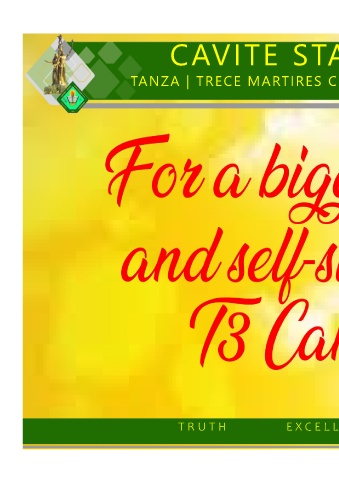 CAVITE STA
TANZA | TRECE MARTIRES C
For a bigg
and self-s
T3 Ca
TRUTH EXCELL